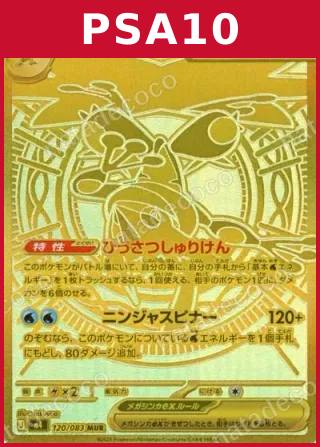 PSA10
特性 ひっさつしゅりけん
このポケモンがバトル場にいて、自分の番に、自分の手札から「基本エネ
ルギー」を1枚トラッシュするなら、1回使える。相手のポケモン1匹に、ダメ
カンを6個のせる。
ニンジャスピナー 120+
のぞむなら、このポケモンについているエネルギーを1個手札
にもどし、80ダメージ追加。
×2
メガシンカexルール
120/083 MUR